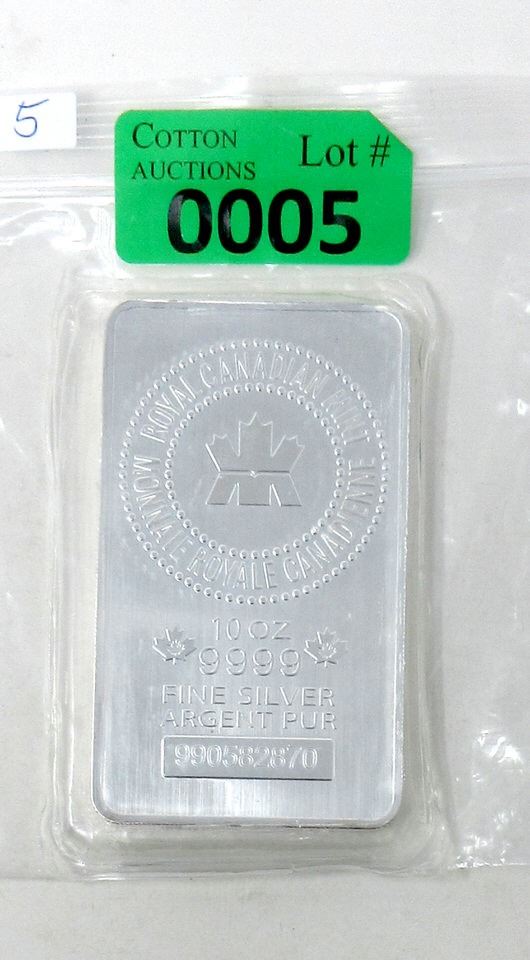 5
COTTON
AUCTIONS
Lot #
0005
ROYAL CANADIAN MINT
MONNAIE ROYALE CANADIENNE
10 OZ
9999
FINE SILVER
ARGENT PUR
990582870